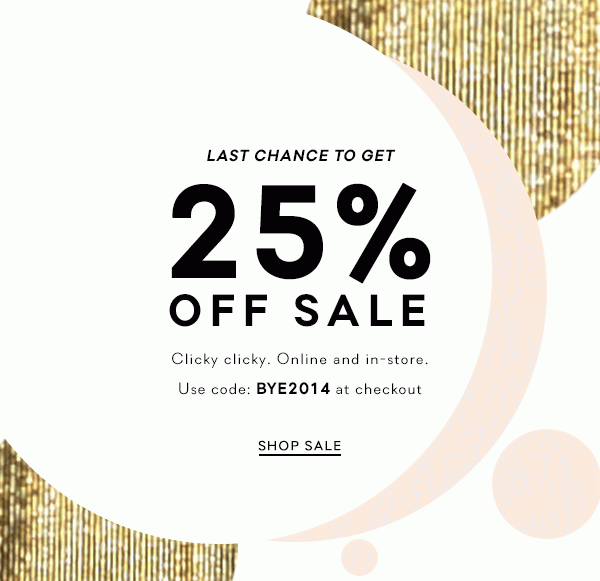 LAST CHANCE TO GET
25%
OFF SALE
Clicky clicky. Online and in-store.
Use code: BYE2014 at checkout
SHOP SALE